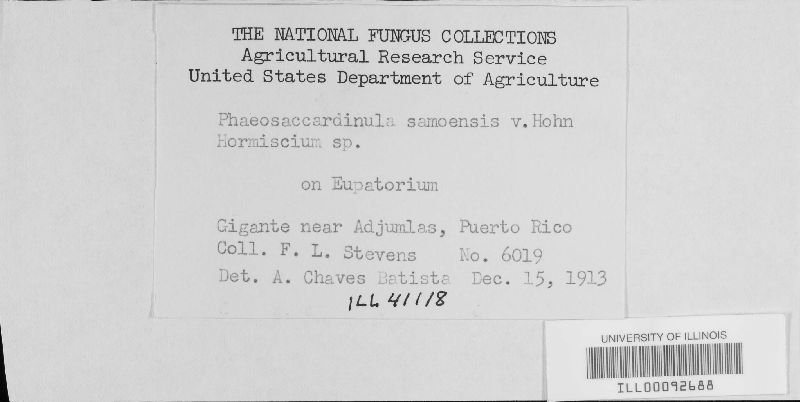 THE NATIONAL FUNGUS COLLECTIONS
Agricultural Research Service
United States Department of Agriculture
Phaeosaccardinula samoensis v.Hohn
Hormiscium sp.
on Eupatorium
Gigante near Adjumlas, Puerto Rico
Coll. F. L. Stevens No. 6019
Det. A. Chaves Batista Dec. 15, 1913
ILL 41118
UNIVERSITY OF ILLINOIS
ILL00092688